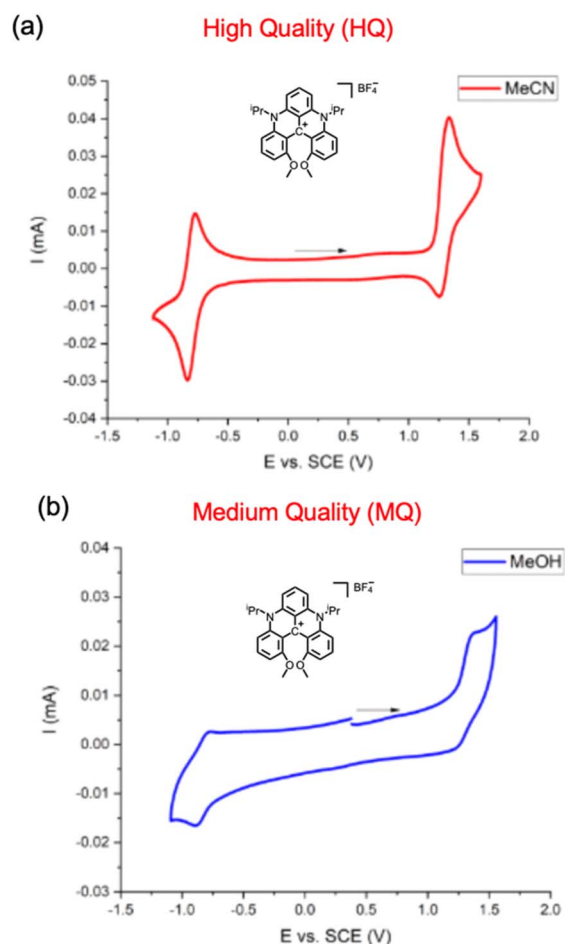 (a) High Quality (HQ)
0.05
0.04
0.03
0.02
0.01
0.00
-0.01
-0.02
-0.03
-0.04
I (mA)
MeCN
BF₄⁻
ⁱPr
N
N
ⁱPr
C⁺
O O
-1.5 -1.0 -0.5 0.0 0.5 1.0 1.5 2.0
E vs. SCE (V)
(b) Medium Quality (MQ)
0.04
0.03
0.02
0.01
0.00
-0.01
-0.02
-0.03
I (mA)
MeOH
BF₄⁻
ⁱPr
N
N
ⁱPr
C⁺
O O
-1.5 -1.0 -0.5 0.0 0.5 1.0 1.5 2.0
E vs. SCE (V)